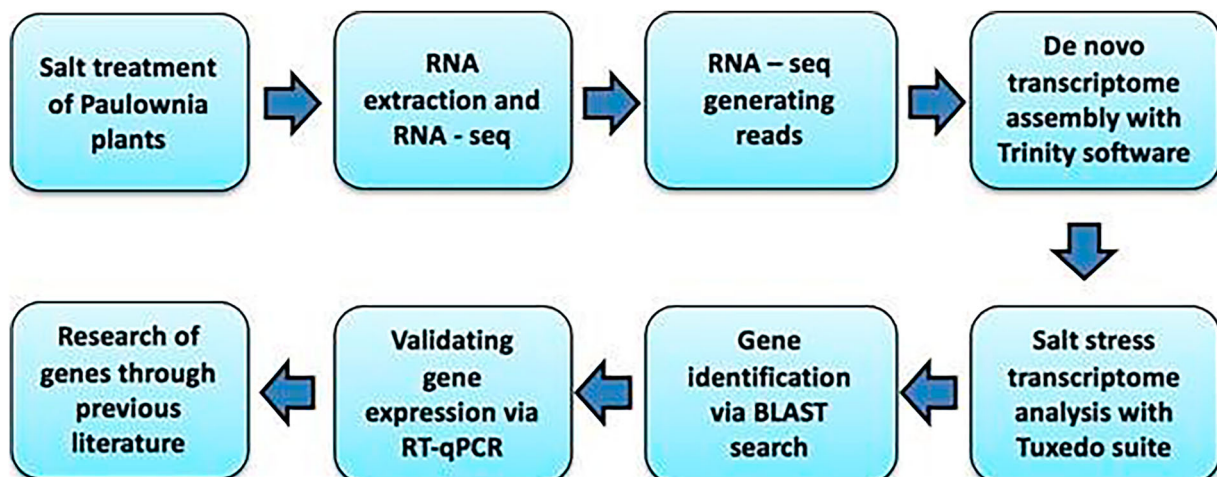 Salt treatment
of Paulownia
plants
RNA
extraction and
RNA - seq
RNA – seq
generating
reads
De novo
transcriptome
assembly with
Trinity software
Salt stress
transcriptome
analysis with
Tuxedo suite
Gene
identification
via BLAST
search
Validating
gene
expression via
RT-qPCR
Research of
genes through
previous
literature